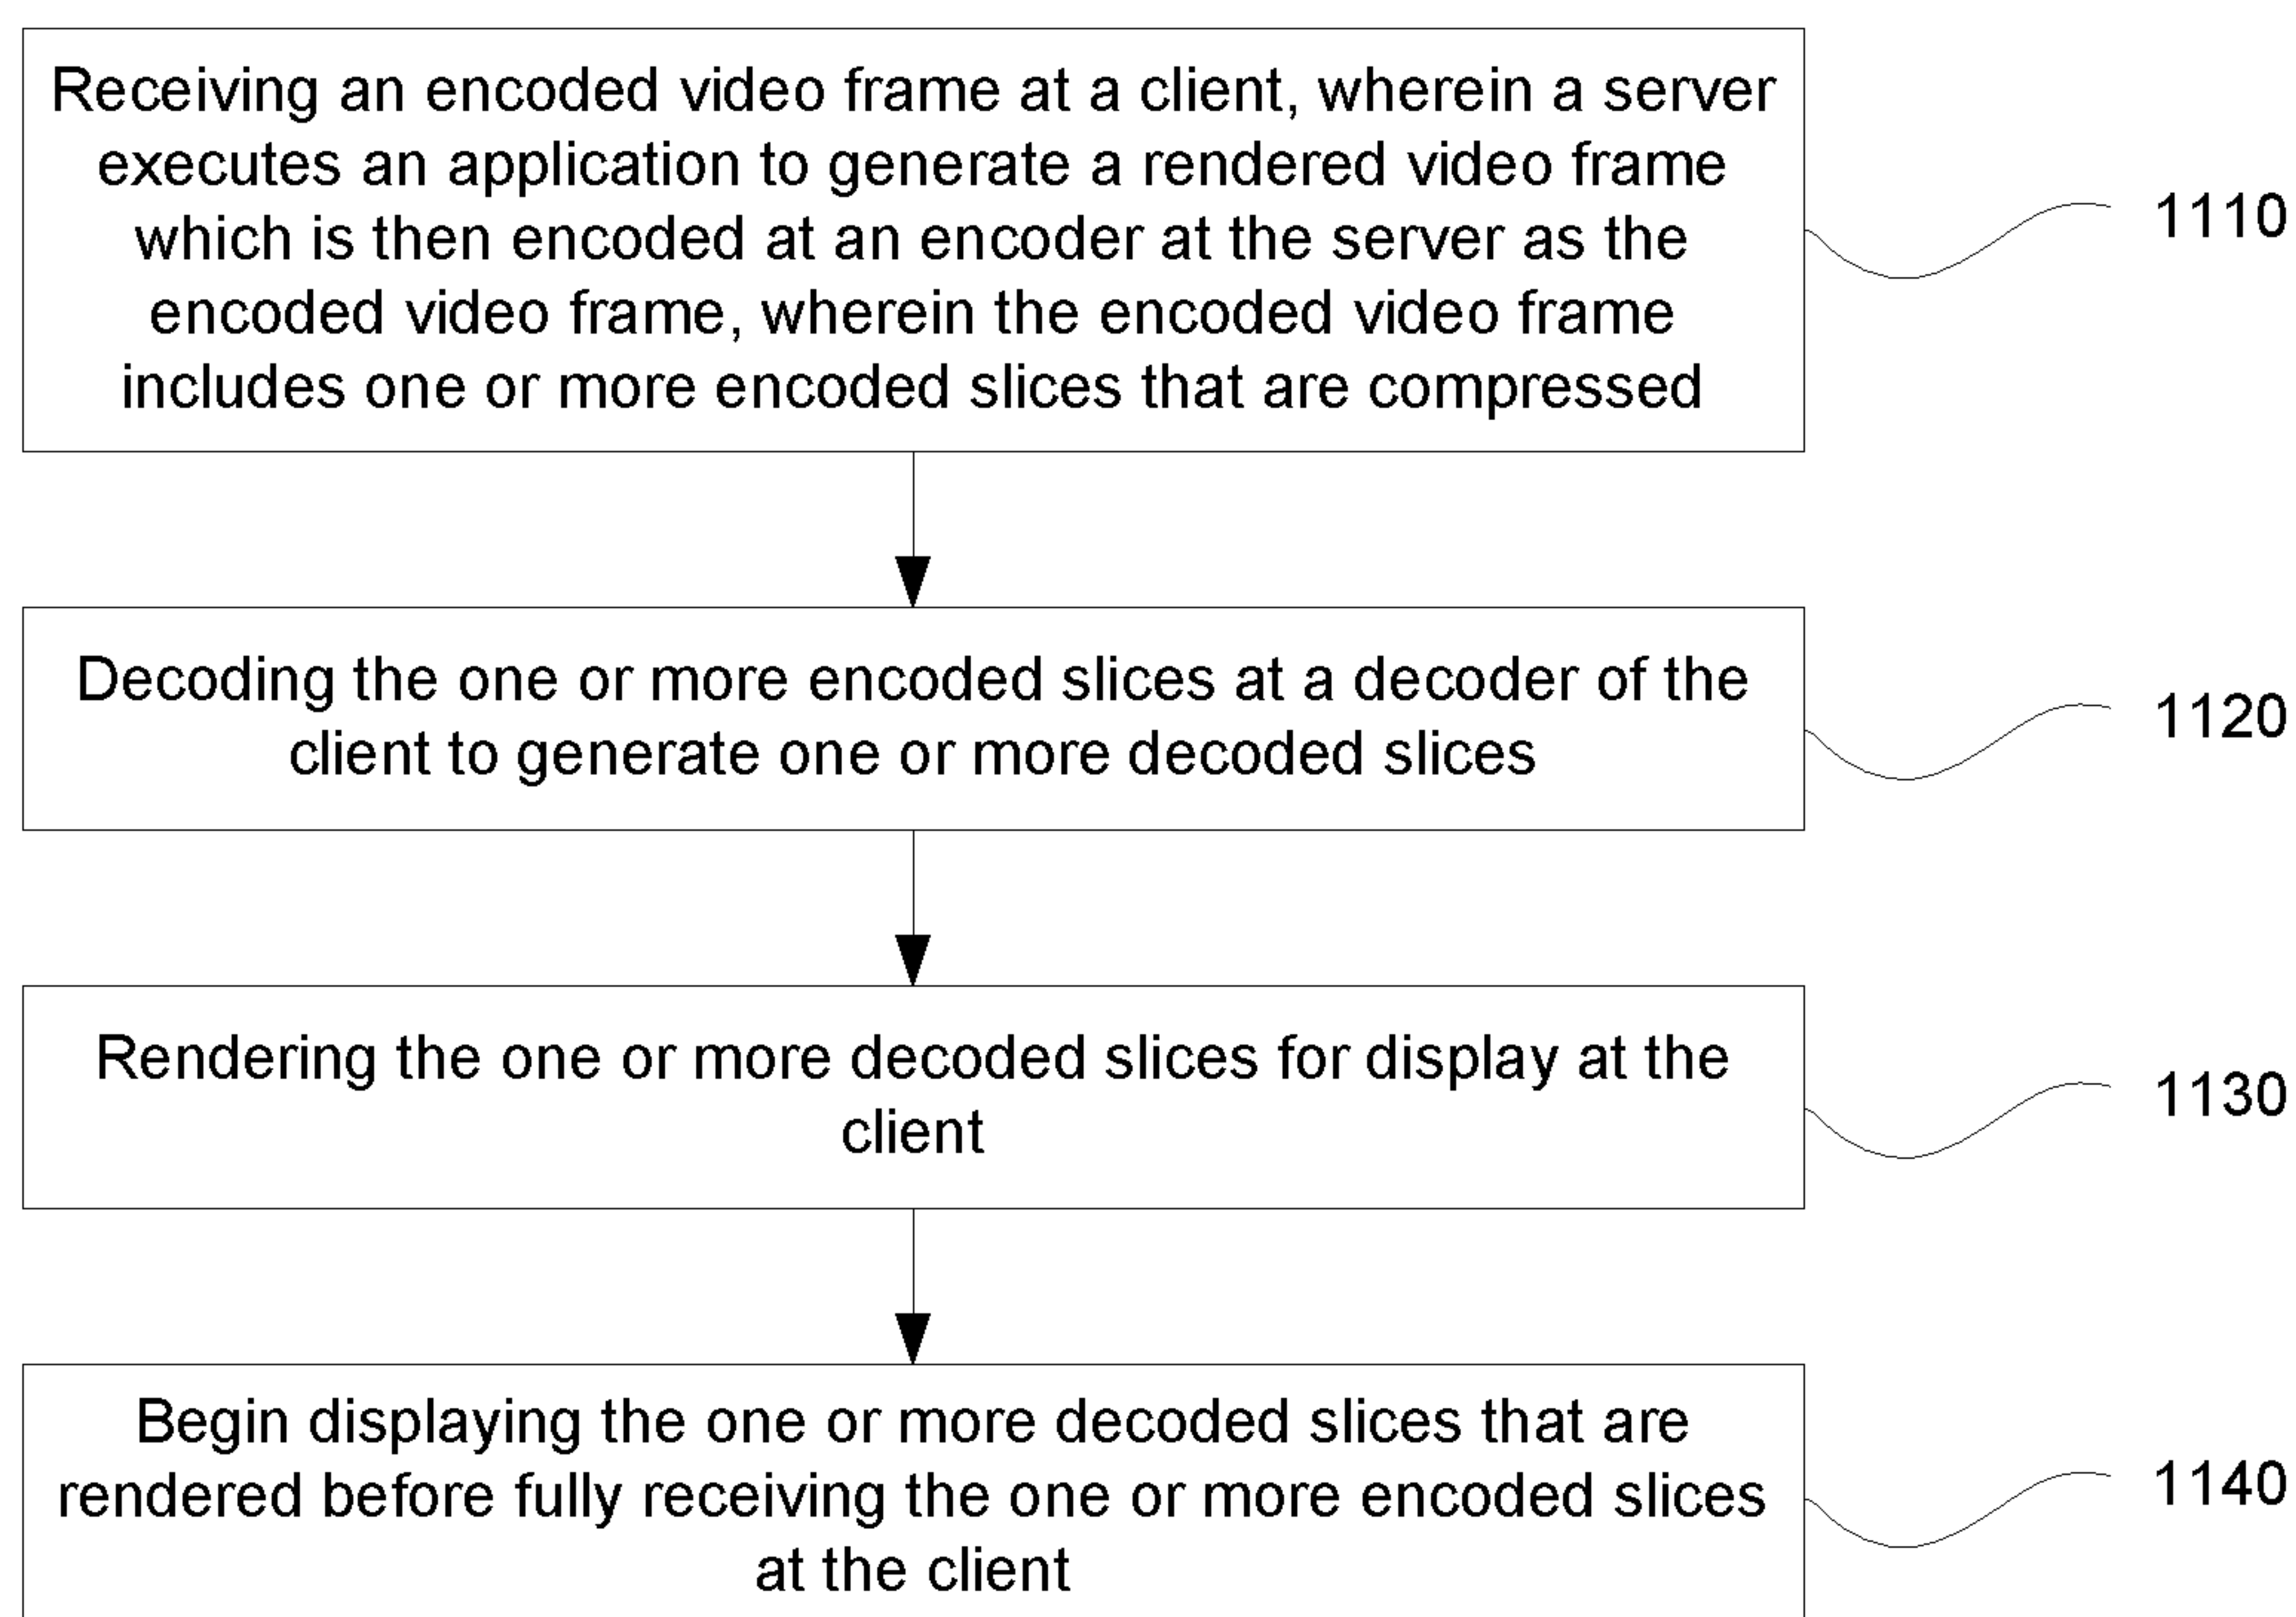 Receiving an encoded video frame at a client, wherein a server
executes an application to generate a rendered video frame
which is then encoded at an encoder at the server as the
encoded video frame, wherein the encoded video frame
includes one or more encoded slices that are compressed
1110
Decoding the one or more encoded slices at a decoder of the
client to generate one or more decoded slices
1120
Rendering the one or more decoded slices for display at the
client
1130
Begin displaying the one or more decoded slices that are
rendered before fully receiving the one or more encoded slices
at the client
1140